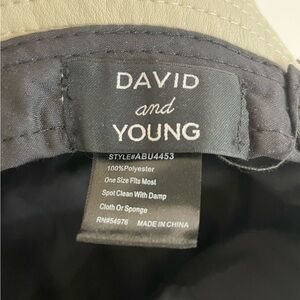 DAVID
and
YOUNG
STYLE#ABU4453
100%Polyester
One Size Fits Most
Spot Clean With Damp
Cloth Or Sponge
RN#54976 MADE IN CHINA